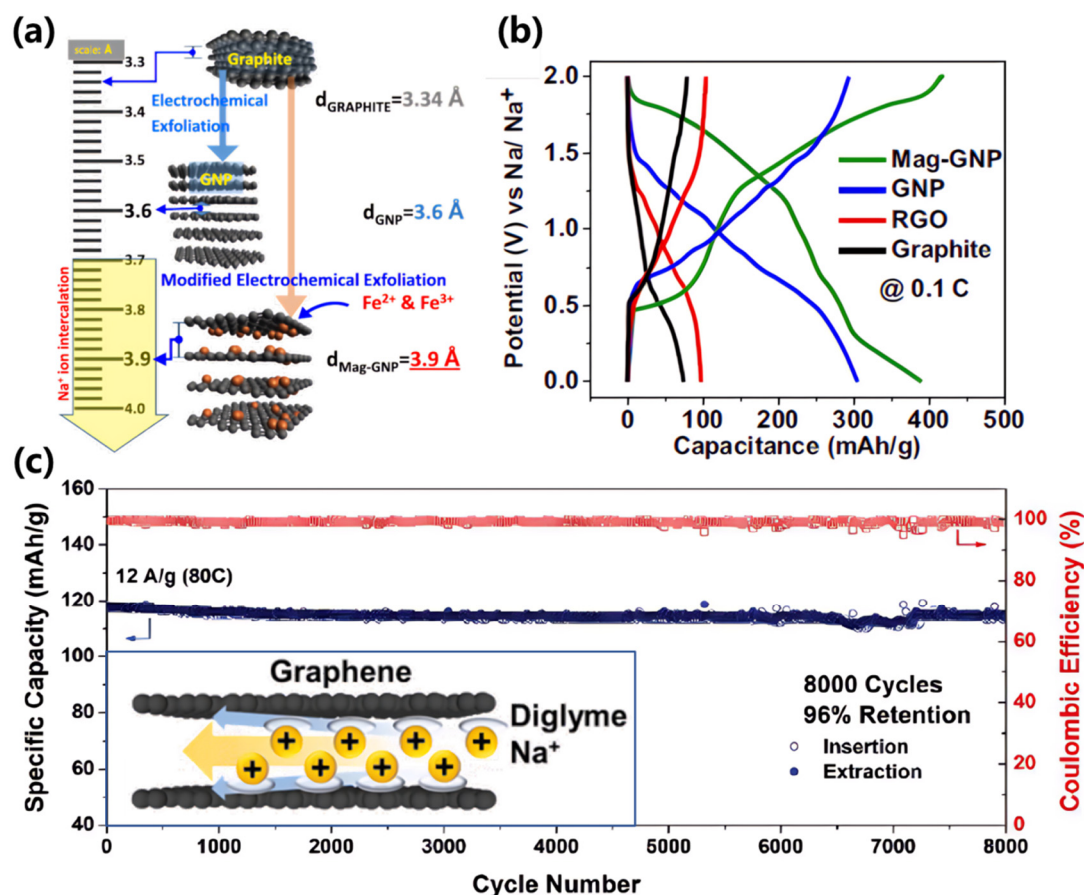 (a)
scale: Å
3.3
3.4
3.5
3.6
3.7
3.8
3.9
4.0
Na⁺ ion intercalation
Graphite
Electrochemical
Exfoliation
d_GRAPHITE=3.34 Å
GNP
d_GNP=3.6 Å
Modified Electrochemical Exfoliation
Fe²⁺ & Fe³⁺
d_Mag-GNP=3.9 Å
(b)
Potential (V) vs Na/ Na⁺
2.0
1.5
1.0
0.5
0.0
Mag-GNP
GNP
RGO
Graphite
@ 0.1 C
0 100 200 300 400 500
Capacitance (mAh/g)
(c)
Specific Capacity (mAh/g)
160
140
120
100
80
60
40
12 A/g (80C)
Graphene
Diglyme
Na⁺
8000 Cycles
96% Retention
Insertion
Extraction
100
80
60
40
20
0
Coulombic Efficiency (%)
0 1000 2000 3000 4000 5000 6000 7000 8000
Cycle Number